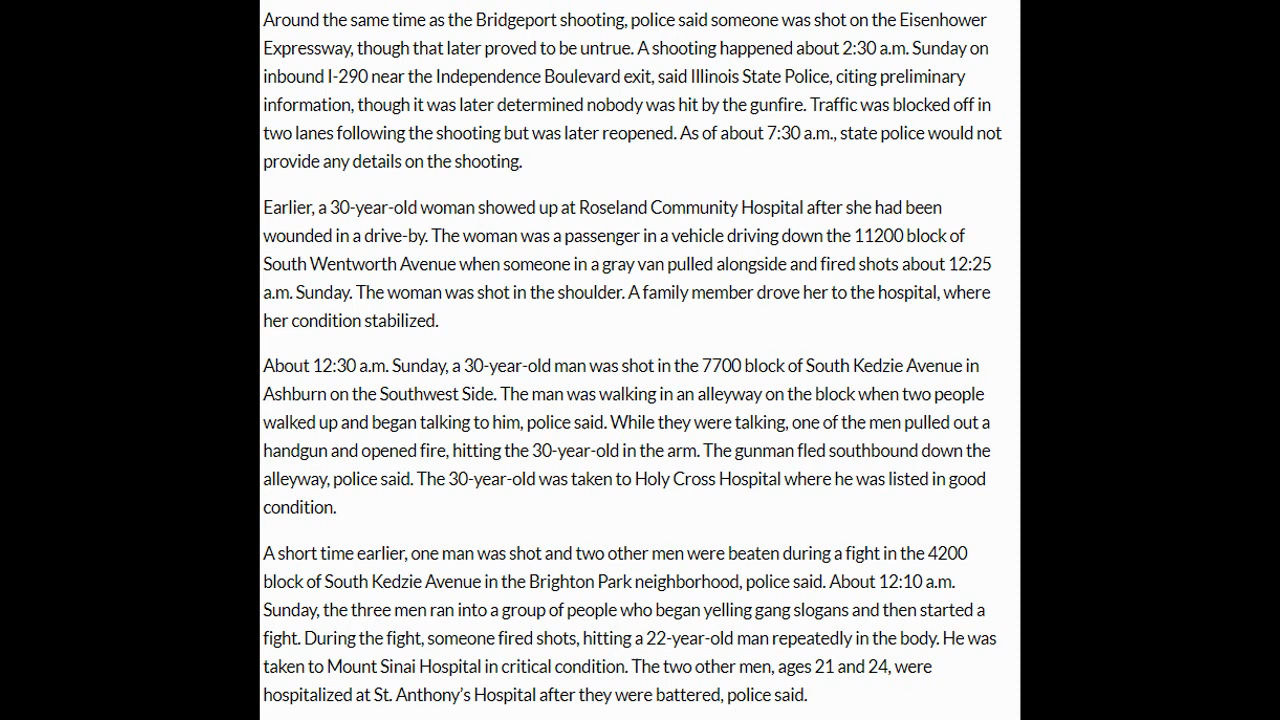 Around the same time as the Bridgeport shooting, police said someone was shot on the Eisenhower
Expressway, though that later proved to be untrue. A shooting happened about 2:30 a.m. Sunday on
inbound I-290 near the Independence Boulevard exit, said Illinois State Police, citing preliminary
information, though it was later determined nobody was hit by the gunfire. Traffic was blocked off in
two lanes following the shooting but was later reopened. As of about 7:30 a.m., state police would not
provide any details on the shooting.
Earlier, a 30-year-old woman showed up at Roseland Community Hospital after she had been
wounded in a drive-by. The woman was a passenger in a vehicle driving down the 11200 block of
South Wentworth Avenue when someone in a gray van pulled alongside and fired shots about 12:25
a.m. Sunday. The woman was shot in the shoulder. A family member drove her to the hospital, where
her condition stabilized.
About 12:30 a.m. Sunday, a 30-year-old man was shot in the 7700 block of South Kedzie Avenue in
Ashburn on the Southwest Side. The man was walking in an alleyway on the block when two people
walked up and began talking to him, police said. While they were talking, one of the men pulled out a
handgun and opened fire, hitting the 30-year-old in the arm. The gunman fled southbound down the
alleyway, police said. The 30-year-old was taken to Holy Cross Hospital where he was listed in good
condition.
A short time earlier, one man was shot and two other men were beaten during a fight in the 4200
block of South Kedzie Avenue in the Brighton Park neighborhood, police said. About 12:10 a.m.
Sunday, the three men ran into a group of people who began yelling gang slogans and then started a
fight. During the fight, someone fired shots, hitting a 22-year-old man repeatedly in the body. He was
taken to Mount Sinai Hospital in critical condition. The two other men, ages 21 and 24, were
hospitalized at St. Anthony’s Hospital after they were battered, police said.